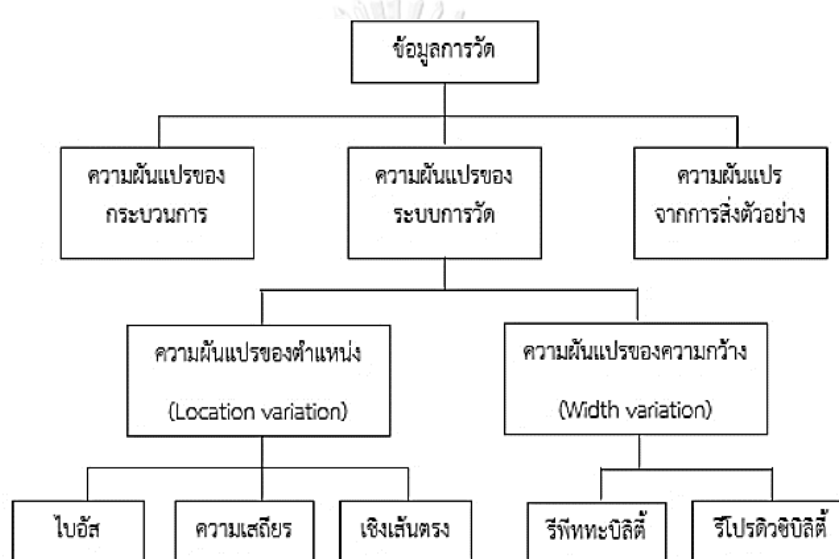 ข้อมูลการวัด
ความผันแปรของ
กระบวนการ
ความผันแปรของ
ระบบการวัด
ความผันแปร
จากการสิ่งตัวอย่าง
ความผันแปรของตำแหน่ง
(Location variation)
ความผันแปรของความกว้าง
(Width variation)
ไบอัส
ความเสถียร
เชิงเส้นตรง
รีพีททะบิลิตี้
รีโปรดิวซิบิลิตี้